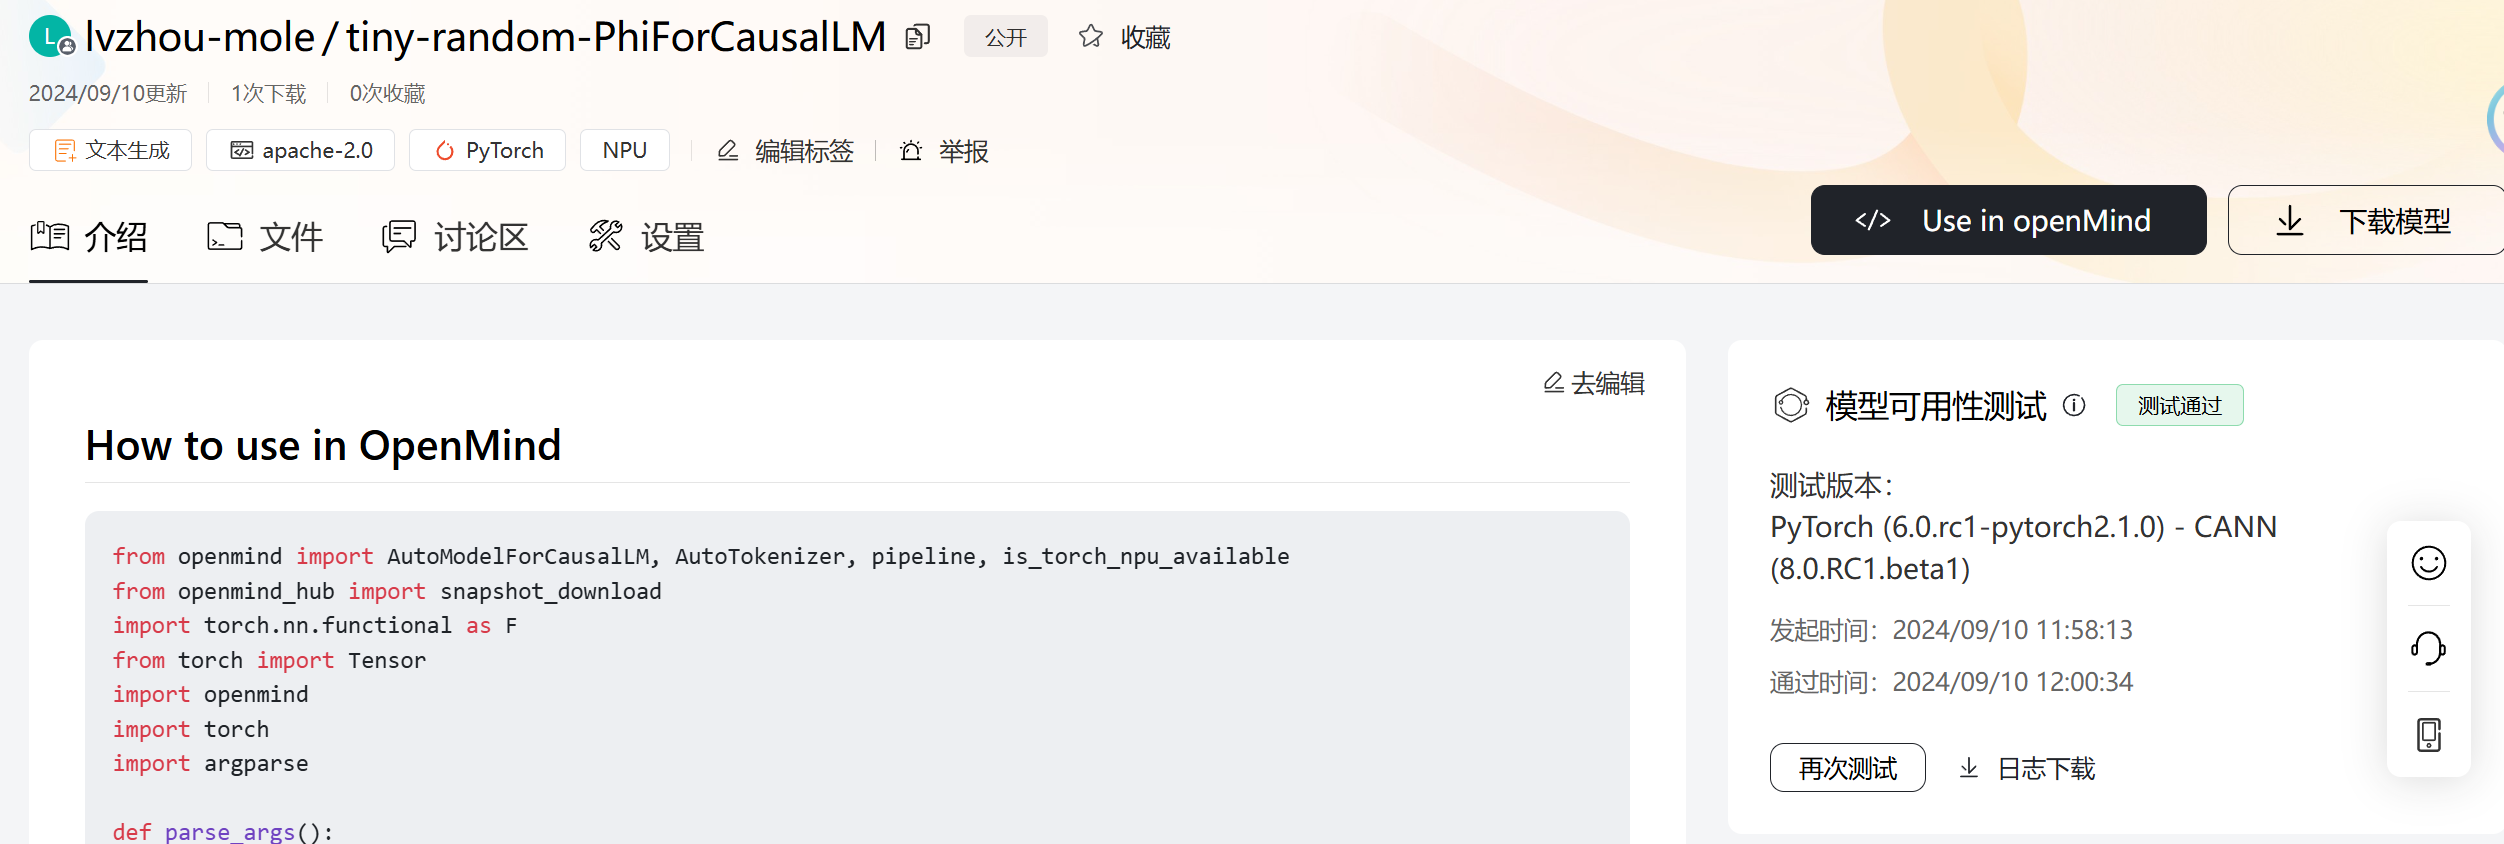 L lvzhou-mole / tiny-random-PhiForCausalLM 公开 收藏
2024/09/10更新 1次下载 0次收藏
文本生成 apache-2.0 PyTorch NPU 编辑标签 举报
介绍 文件 讨论区 设置
</> Use in openMind 下载模型
去编辑
How to use in OpenMind
from openmind import AutoModelForCausalLM, AutoTokenizer, pipeline, is_torch_npu_available
from openmind_hub import snapshot_download
import torch.nn.functional as F
from torch import Tensor
import openmind
import torch
import argparse
def parse_args():
模型可用性测试 测试通过
测试版本：
PyTorch (6.0.rc1-pytorch2.1.0) - CANN
(8.0.RC1.beta1)
发起时间：2024/09/10 11:58:13
通过时间：2024/09/10 12:00:34
再次测试 日志下载